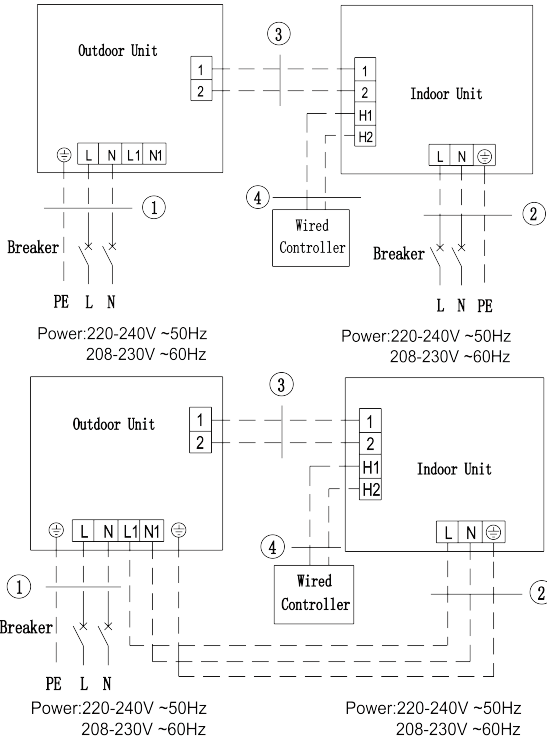 Outdoor Unit
1
2
L N L1 N1
3
1
2
H1
H2
Indoor Unit
L N
1
Breaker
PE L N
4
Wired
Controller
2
Breaker
L N PE
Power:220-240V ~50Hz
208-230V ~60Hz
Power:220-240V ~50Hz
208-230V ~60Hz
Outdoor Unit
1
2
L N L1 N1
3
1
2
H1
H2
Indoor Unit
L N
1
Breaker
PE L N
4
Wired
Controller
2
Power:220-240V ~50Hz
208-230V ~60Hz
Power:220-240V ~50Hz
208-230V ~60Hz